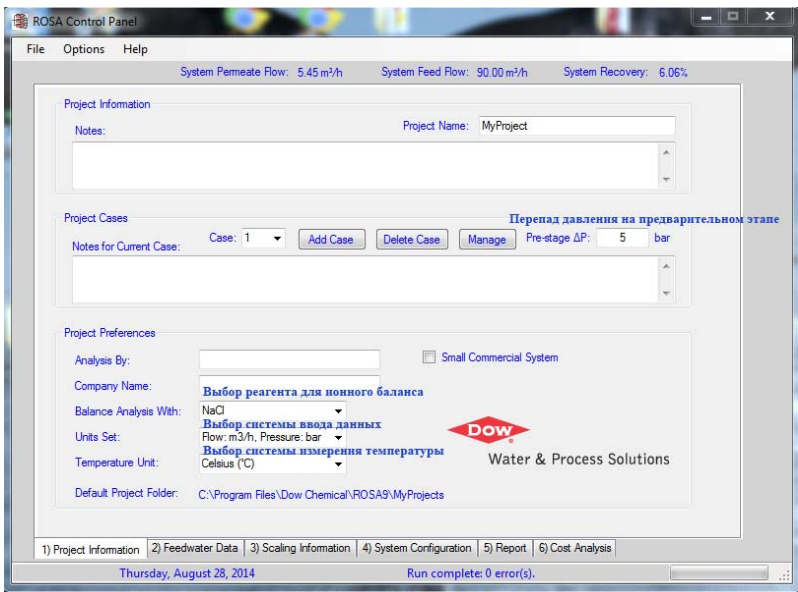 ROSA Control Panel
File Options Help
System Permeate Flow: 5.45 m³/h System Feed Flow: 90.00 m³/h System Recovery: 6.06%
Project Information
Notes:
Project Name: MyProject
Project Cases
Перепад давления на предварительном этапе
Notes for Current Case:
Case: 1 Add Case Delete Case Manage Pre-stage ΔP: 5 bar
Project Preferences
Analysis By:
Small Commercial System
Company Name:
Выбор реагента для ионного баланса
Balance Analysis With: NaCl
Выбор системы ввода данных
Units Set: Flow: m3/h, Pressure: bar
Выбор системы измерения температуры
Temperature Unit: Celsius (°C)
DOW
Water & Process Solutions
Default Project Folder: C:\Program Files\Dow Chemical\ROSA9\MyProjects
1) Project Information 2) Feedwater Data 3) Scaling Information 4) System Configuration 5) Report 6) Cost Analysis
Thursday, August 28, 2014 Run complete: 0 error(s).